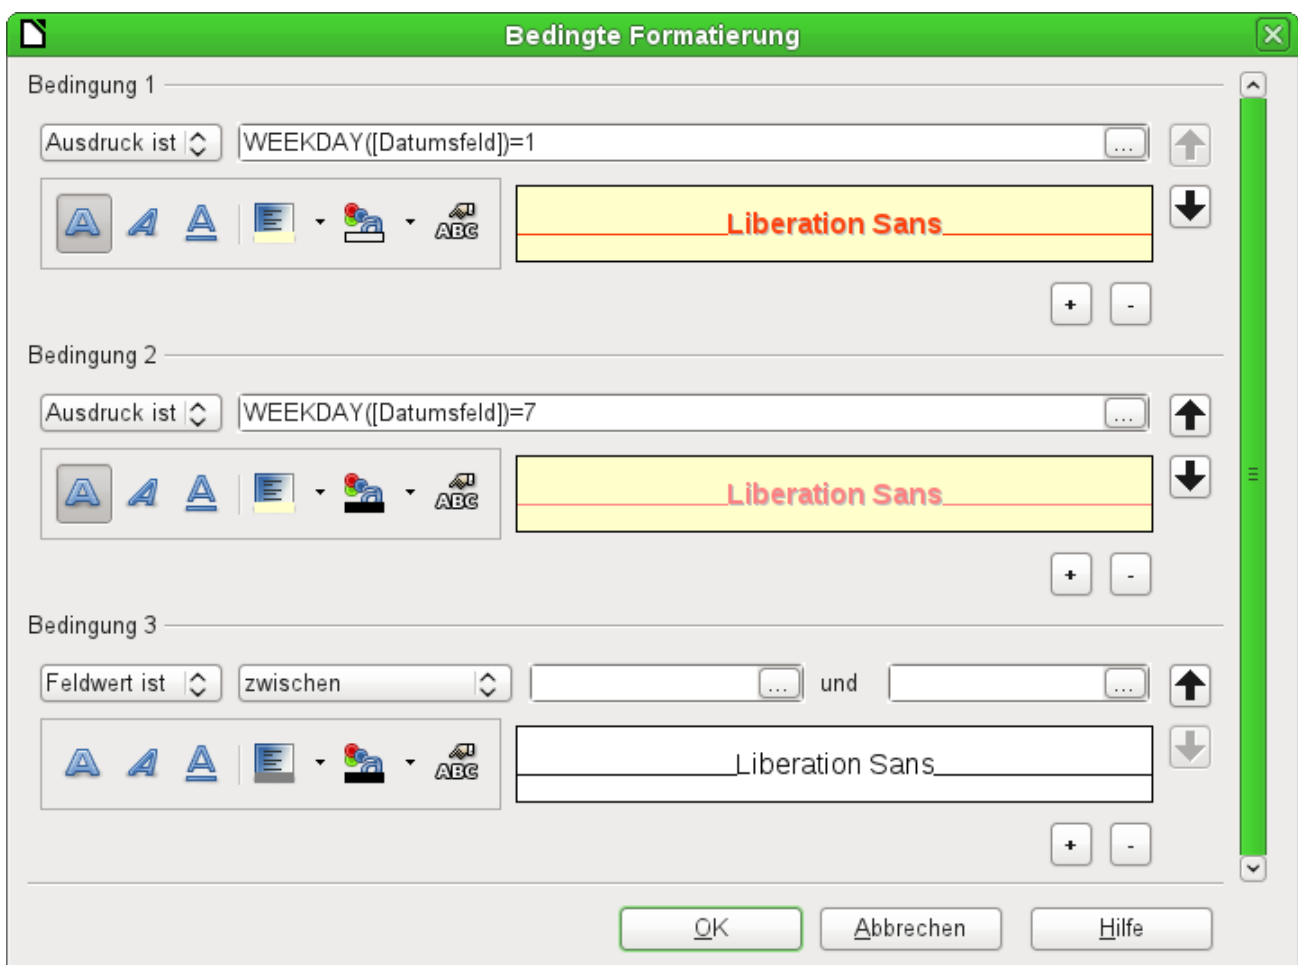 Bedingte Formatierung
Bedingung 1
Ausdruck ist WEEKDAY([Datumsfeld])=1 ...
ABC Liberation Sans
+ -
Bedingung 2
Ausdruck ist WEEKDAY([Datumsfeld])=7 ...
ABC Liberation Sans
+ -
Bedingung 3
Feldwert ist zwischen ... und ...
ABC Liberation Sans
+ -
OK Abbrechen Hilfe